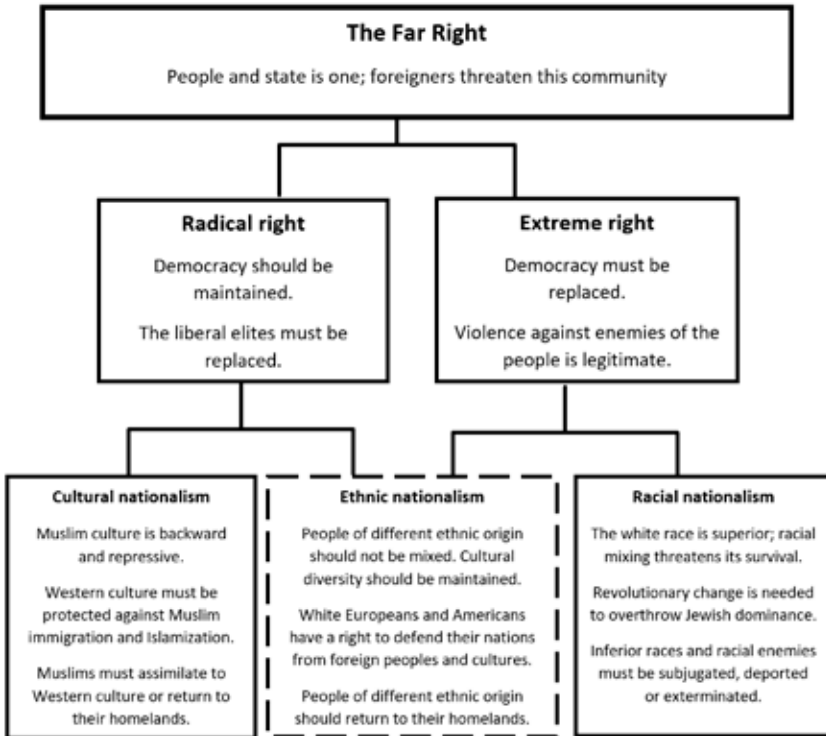 The Far Right
People and state is one; foreigners threaten this community
Radical right
Democracy should be
maintained.
The liberal elites must be
replaced.
Extreme right
Democracy must be
replaced.
Violence against enemies of the
people is legitimate.
Cultural nationalism
Muslim culture is backward
and repressive.
Western culture must be
protected against Muslim
immigration and Islamization.
Muslims must assimilate to
Western culture or return to
their homelands.
Ethnic nationalism
People of different ethnic origin
should not be mixed. Cultural
diversity should be maintained.
White Europeans and Americans
have a right to defend their nations
from foreign peoples and cultures.
People of different ethnic origin
should return to their homelands.
Racial nationalism
The white race is superior; racial
mixing threatens its survival.
Revolutionary change is needed
to overthrow Jewish dominance.
Inferior races and racial enemies
must be subjugated, deported
or exterminated.